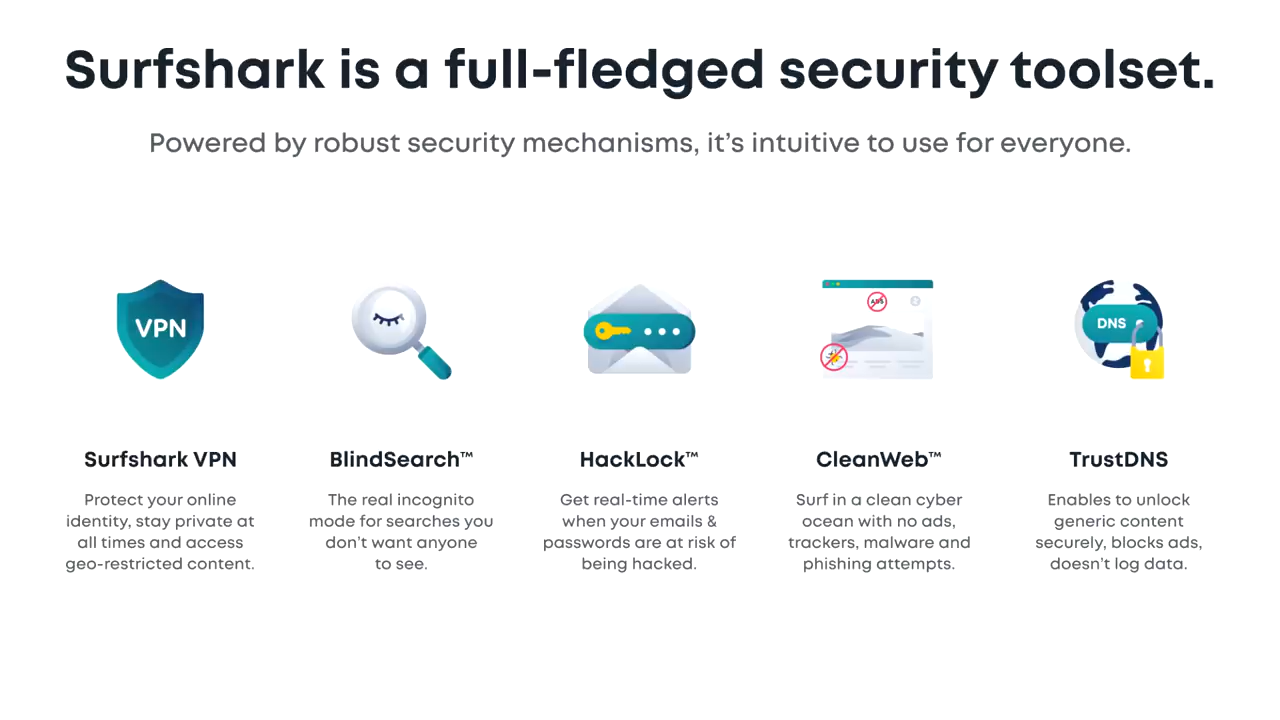 Surfshark is a full-fledged security toolset.
Powered by robust security mechanisms, it's intuitive to use for everyone.
VPN
ADS
DNS
Surfshark VPN
Protect your online
identity, stay private at
all times and access
geo-restricted content.
BlindSearch™
The real incognito
mode for searches you
don't want anyone
to see.
HackLock™
Get real-time alerts
when your emails &
passwords are at risk of
being hacked.
CleanWeb™
Surf in a clean cyber
ocean with no ads,
trackers, malware and
phishing attempts.
TrustDNS
Enables to unlock
generic content
securely, blocks ads,
doesn't log data.